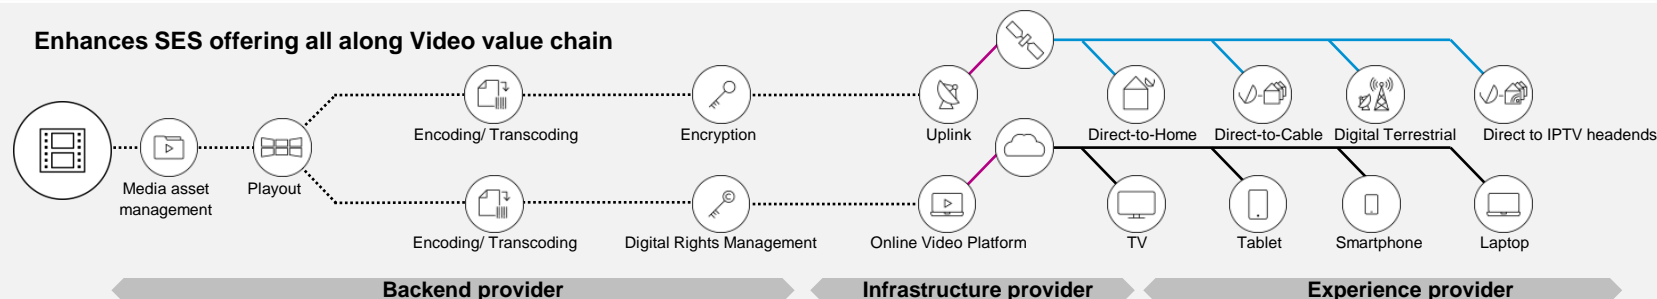 Enhances SES offering all along Video value chain
Encoding/ Transcoding
Encryption
Uplink
Direct-to-Home
Direct-to-Cable
Digital Terrestrial
Direct to IPTV headends
Media asset
management
Playout
Encoding/ Transcoding
Digital Rights Management
Online Video Platform
TV
Tablet
Smartphone
Laptop
Backend provider
Infrastructure provider
Experience provider